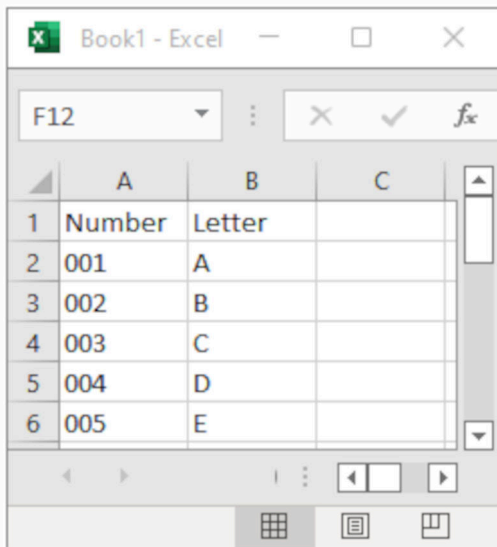 Book1 - Excel
F12 fx
A B C
1 Number Letter
2 001 A
3 002 B
4 003 C
5 004 D
6 005 E